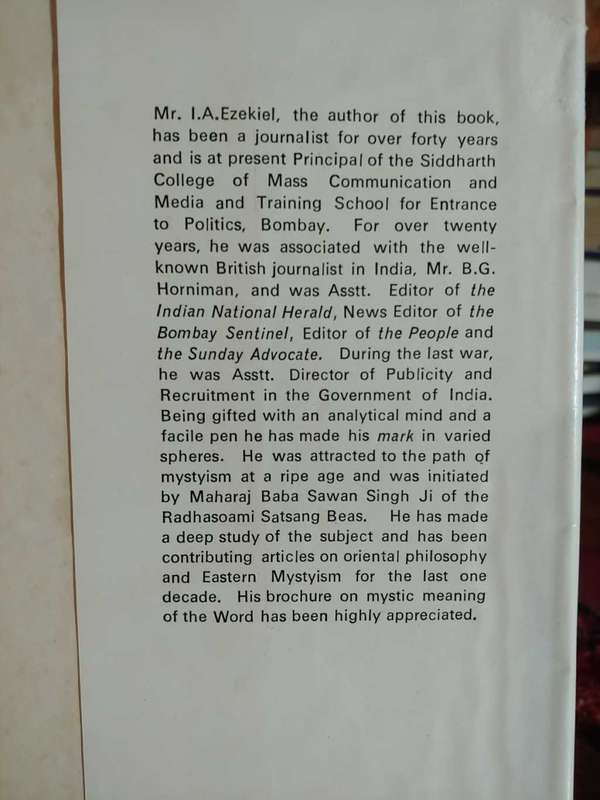 Mr. I.A.Ezekiel, the author of this book,
has been a journalist for over forty years
and is at present Principal of the Siddharth
College of Mass Communication and
Media and Training School for Entrance
to Politics, Bombay. For over twenty
years, he was associated with the well-
known British journalist in India, Mr. B.G.
Horniman, and was Asstt. Editor of the
Indian National Herald, News Editor of the
Bombay Sentinel, Editor of the People and
the Sunday Advocate. During the last war,
he was Asstt. Director of Publicity and
Recruitment in the Government of India.
Being gifted with an analytical mind and a
facile pen he has made his mark in varied
spheres. He was attracted to the path of
mystyism at a ripe age and was initiated
by Maharaj Baba Sawan Singh Ji of the
Radhasoami Satsang Beas. He has made
a deep study of the subject and has been
contributing articles on oriental philosophy
and Eastern Mystyism for the last one
decade. His brochure on mystic meaning
of the Word has been highly appreciated.